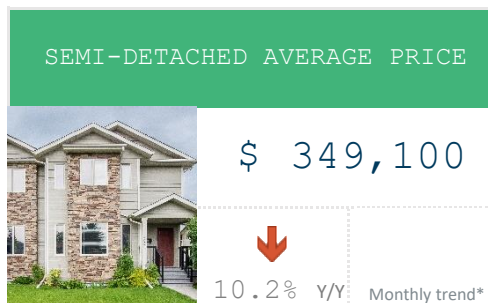 SEMI-DETACHED AVERAGE PRICE
$ 349,100
10.2% Y/Y
Monthly trend*